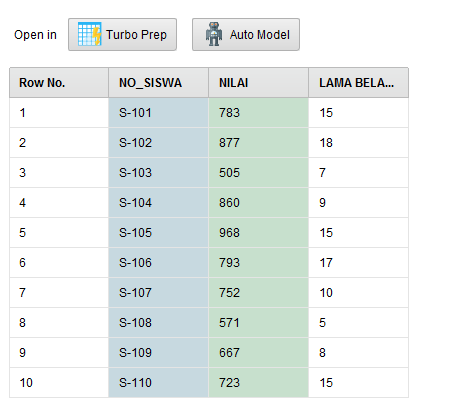 Open in Turbo Prep Auto Model
Row No. NO_SISWA NILAI LAMA BELA...
1 S-101 783 15
2 S-102 877 18
3 S-103 505 7
4 S-104 860 9
5 S-105 968 15
6 S-106 793 17
7 S-107 752 10
8 S-108 571 5
9 S-109 667 8
10 S-110 723 15